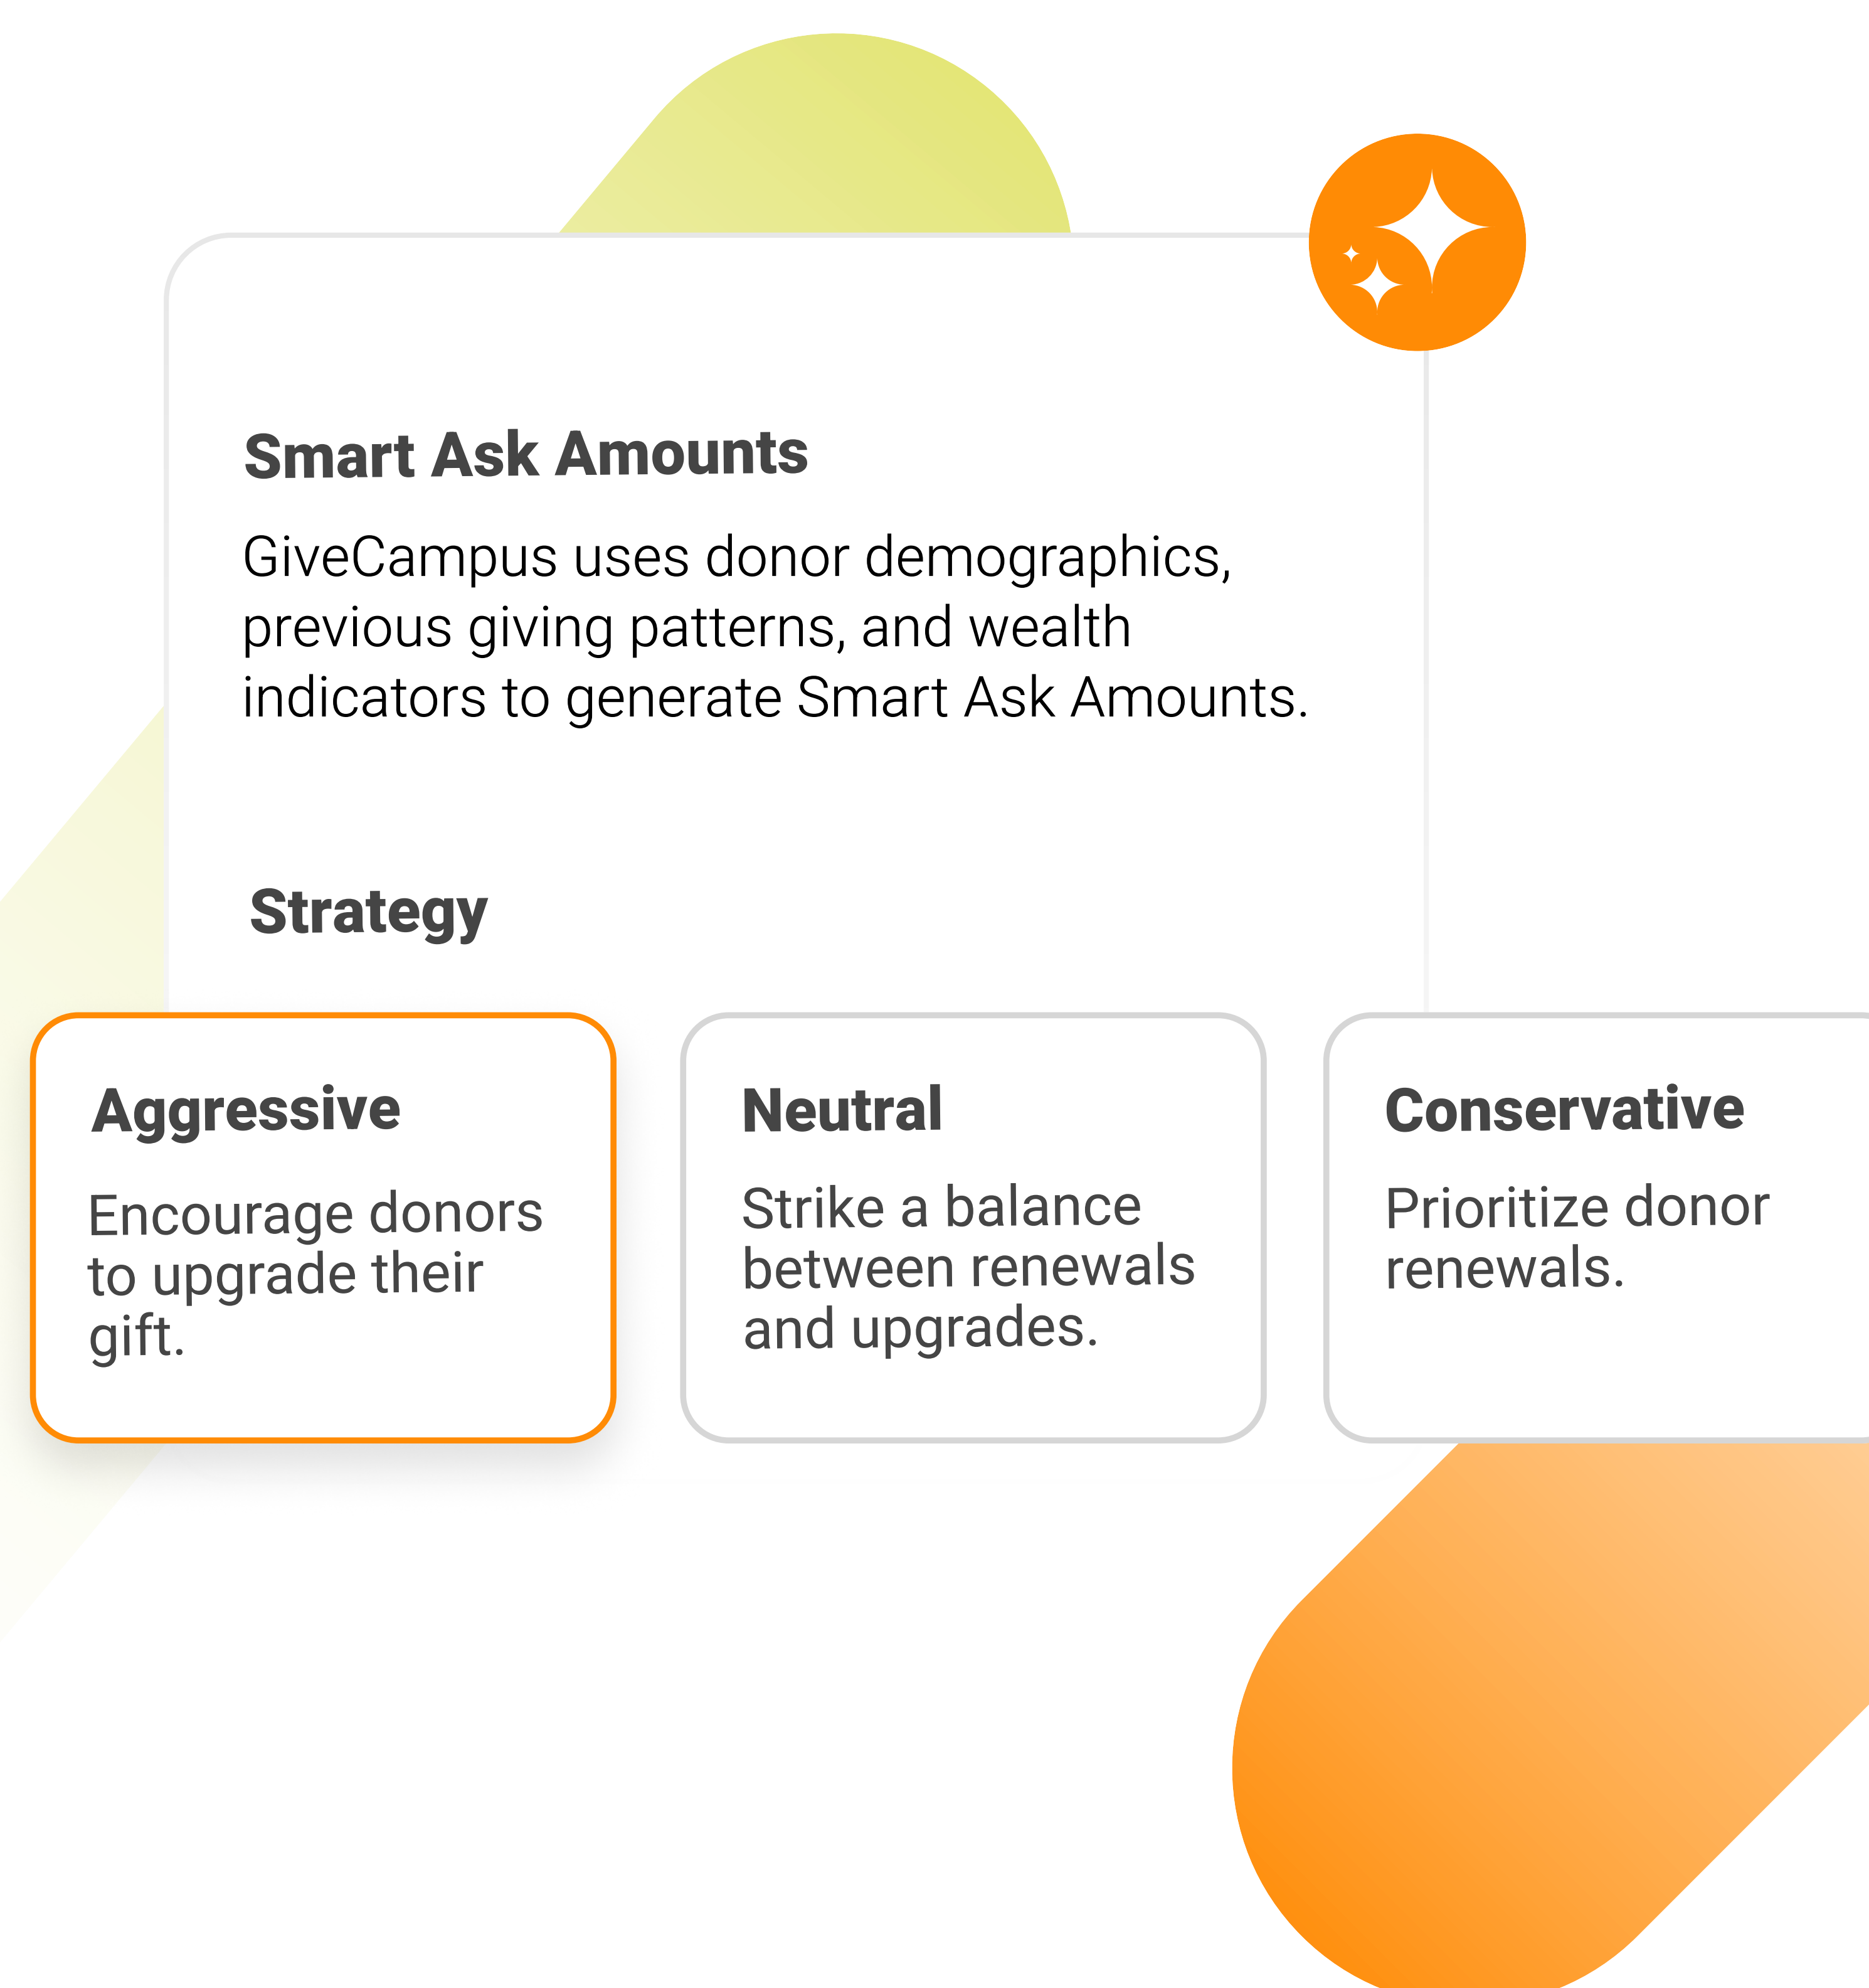 Smart Ask Amounts
GiveCampus uses donor demographics,
previous giving patterns, and wealth
indicators to generate Smart Ask Amounts.
Strategy
Aggressive
Encourage donors
to upgrade their
gift.
Neutral
Strike a balance
between renewals
and upgrades.
Conservative
Prioritize donor
renewals.